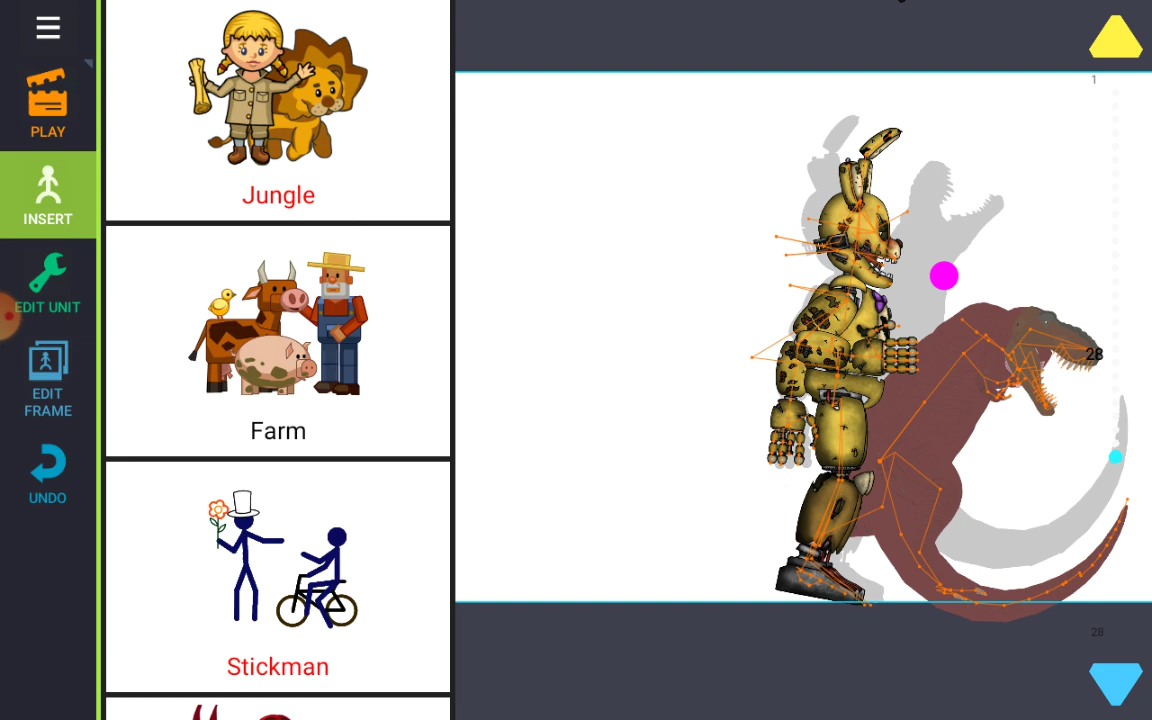 PLAY
INSERT
EDIT UNIT
EDIT
FRAME
UNDO
Jungle
Farm
Stickman
1
28
28